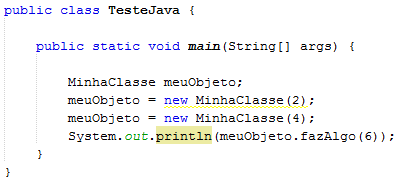 public class TesteJava {
public static void main(String[] args) {
MinhaClasse meuObjeto;
meuObjeto = new MinhaClasse(2);
meuObjeto = new MinhaClasse(4);
System.out.println(meuObjeto.fazAlgo(6));
}
}